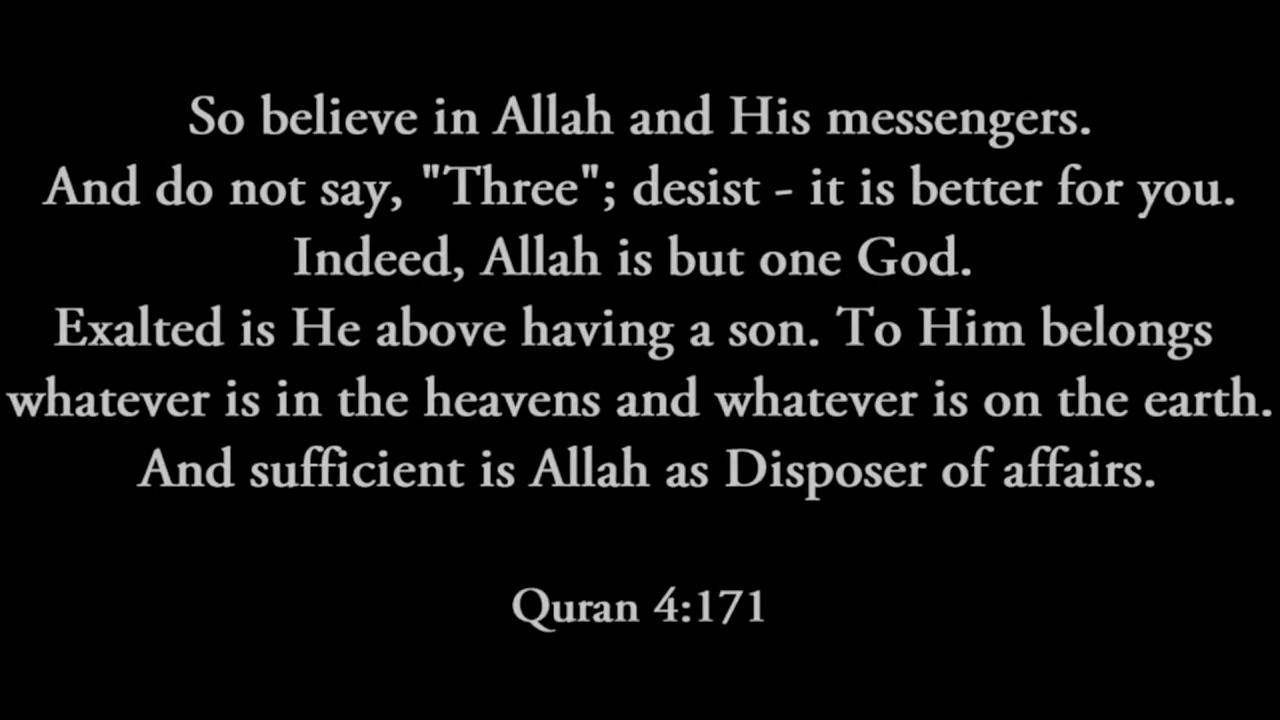 So believe in Allah and His messengers.
And do not say, "Three"; desist - it is better for you.
Indeed, Allah is but one God.
Exalted is He above having a son. To Him belongs
whatever is in the heavens and whatever is on the earth.
And sufficient is Allah as Disposer of affairs.
Quran 4:171